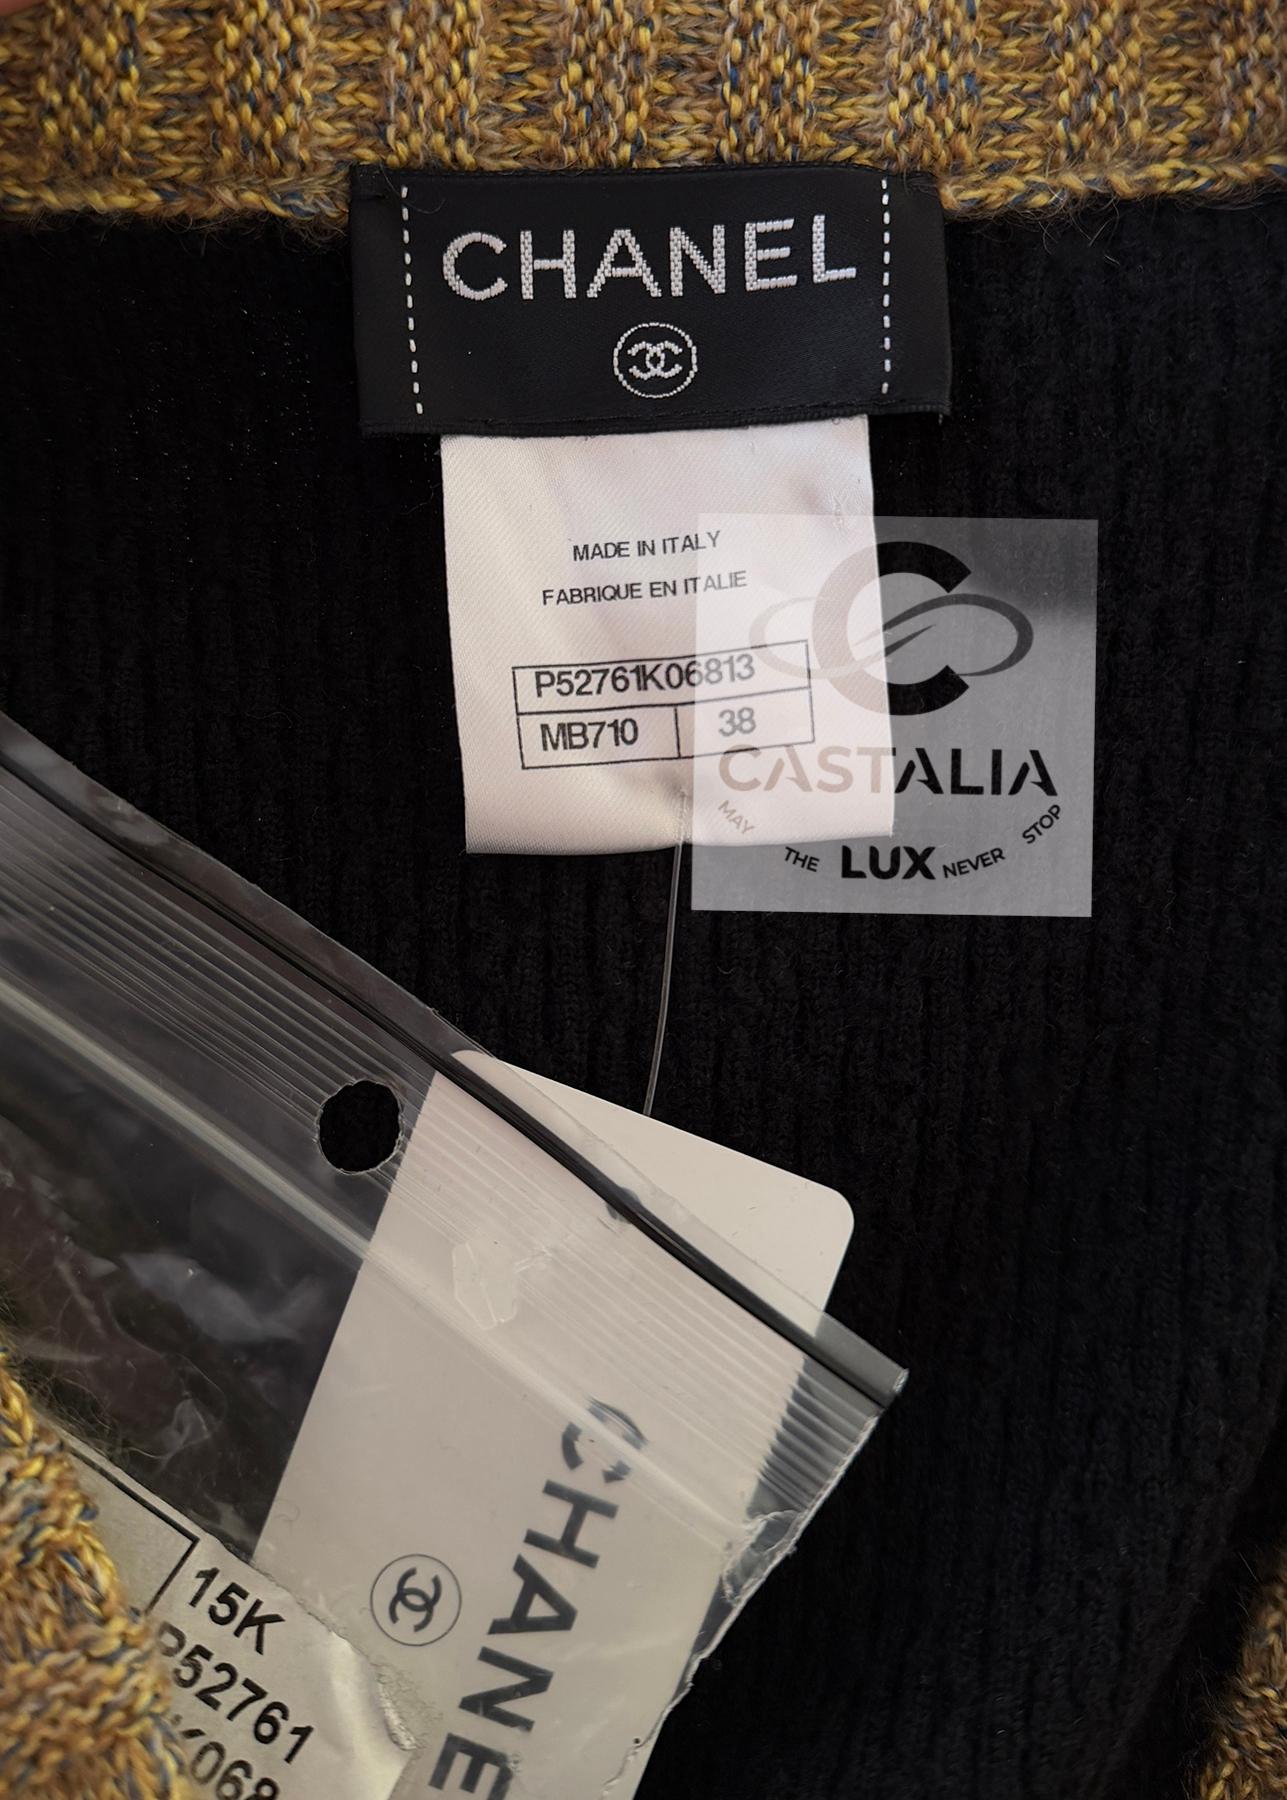 CHANEL
MADE IN ITALY
FABRIQUE EN ITALIE
P52761K06813
MB710 38
CASTALIA
MAY THE LUX NEVER STOP
CHANEL
15K
P52761
K068